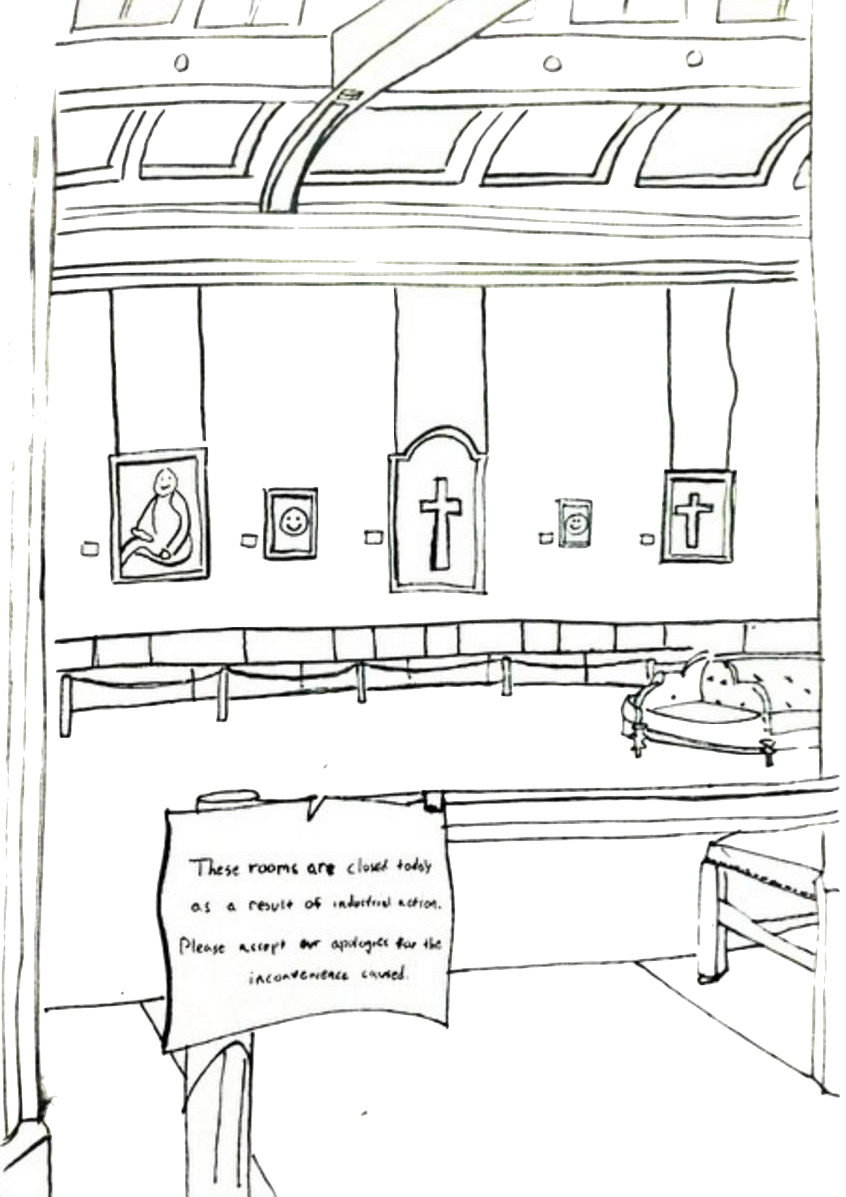 These rooms are closed today
as a result of industrial action.
Please accept our apologies for the
inconvenience caused.